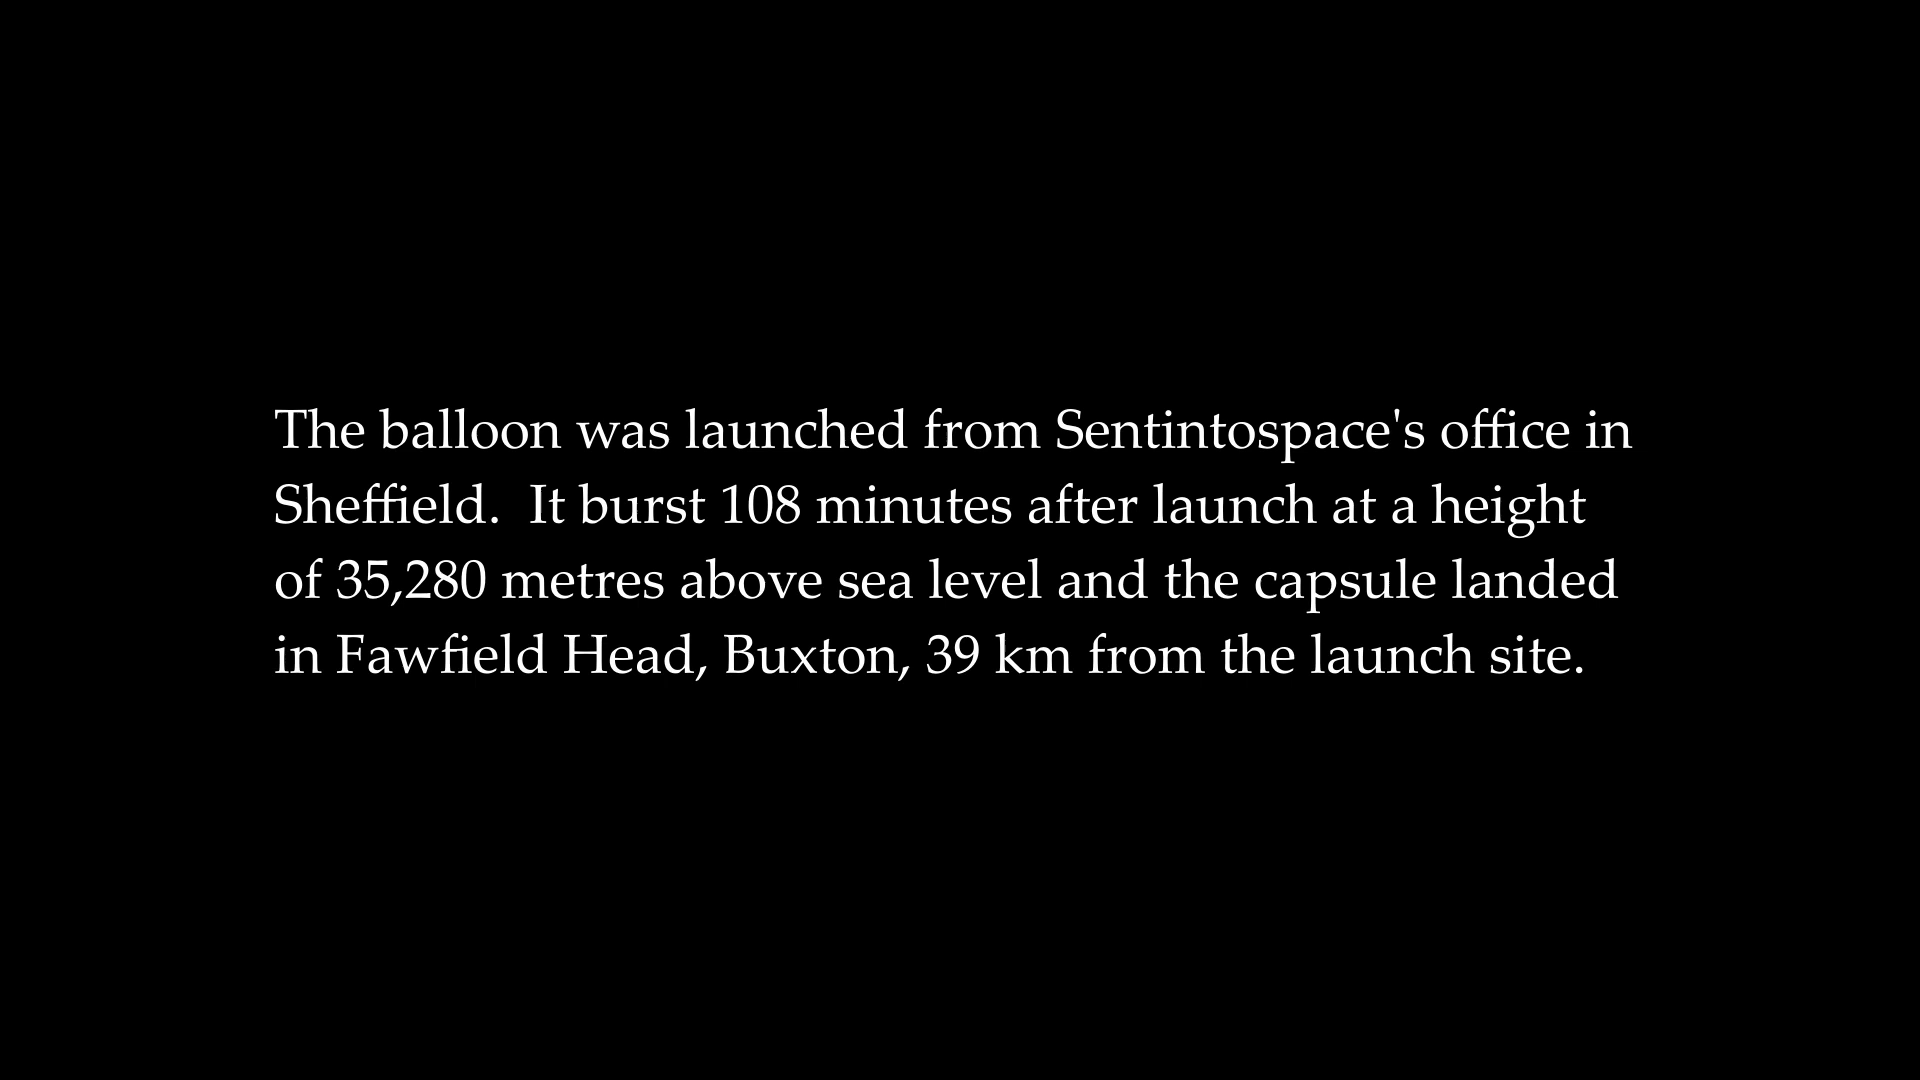 The balloon was launched from Sentintospace's office in
Sheffield.  It burst 108 minutes after launch at a height
of 35,280 metres above sea level and the capsule landed
in Fawfield Head, Buxton, 39 km from the launch site.